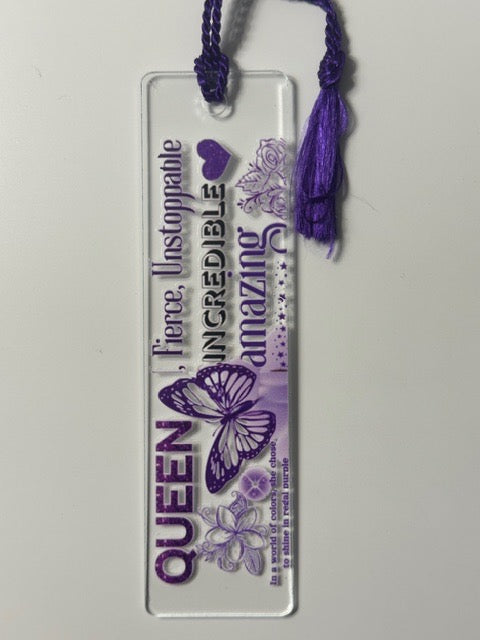 QUEEN, Fierce, Unstoppable
INCREDIBLE
amazing
In a world of colors, she chose
to shine in regal purple